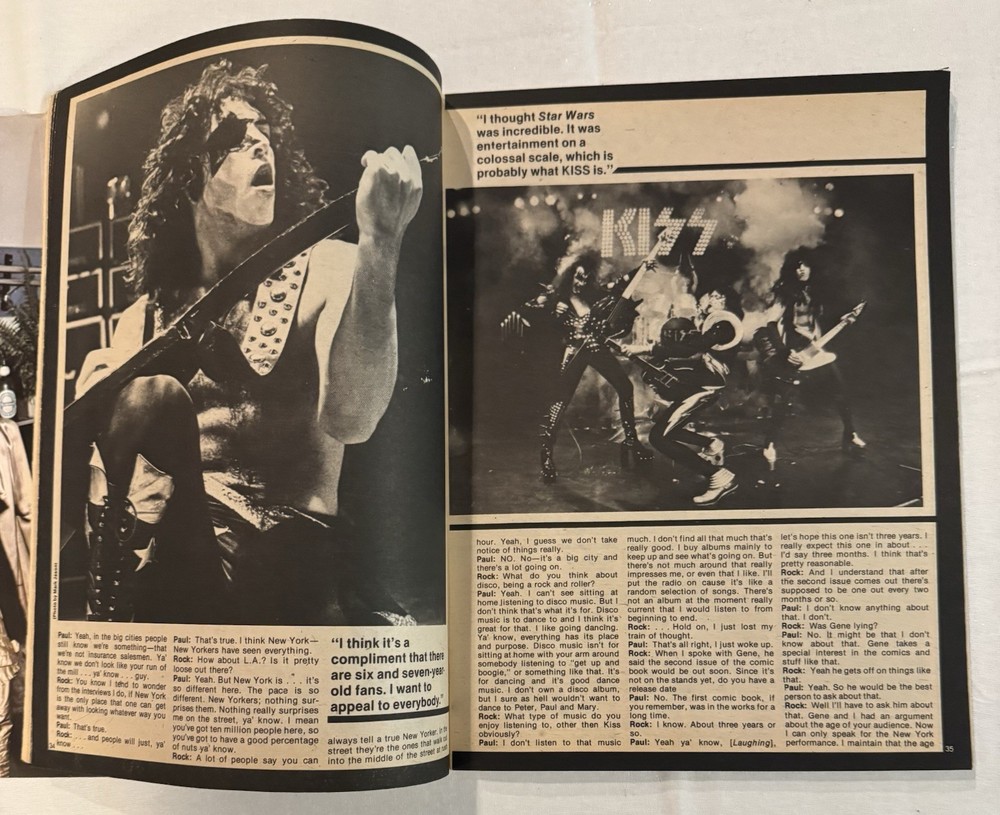 Paul: Yeah, in the big cities people
still know we're something—that
we're not insurance salesmen. Ya'
know we don't look like your run of
the mill . . . ya' know . . . guy.
Rock: You know I tend to wonder
from the interviews I do, if New York
is the only place that one can get
away with looking whatever way you
want.
Paul: That's true.
Rock: . . . and people will just, ya'
know . . .
34
Paul: That's true. I think New York—
New Yorkers have seen everything.
Rock: How about L.A.? Is it pretty
loose out there?
Paul: Yeah. But New York is . . . it's
so different here. The pace is so
different. New Yorkers; nothing sur-
prises them. Nothing really surprises
me on the street, ya' know. I mean
you've got ten million people here, so
you've got to have a good percentage
of nuts ya' know.
Rock: A lot of people say you can
"I think it's a
compliment that there
are six and seven-year-
old fans. I want to
appeal to everybody."
always tell a true New Yorker. In the
street they're the ones that walk out
into the middle of the street at rush
"I thought Star Wars
was incredible. It was
entertainment on a
colossal scale, which is
probably what KISS is."
KISS
hour. Yeah, I guess we don't take
notice of things really.
Paul: NO. No—it's a big city and
there's a lot going on.
Rock: What do you think about
disco, being a rock and roller?
Paul: Yeah. I can't see sitting at
home listening to disco music. But I
don't think that's what it's for. Disco
music is to dance to and I think it's
great for that. I like going dancing.
Ya' know, everything has its place
and purpose. Disco music isn't for
sitting at home with your arm around
somebody listening to "get up and
boogie," or something like that. It's
for dancing and it's good dance
music. I don't own a disco album,
but I sure as hell wouldn't want to
dance to Peter, Paul and Mary.
Rock: What type of music do you
enjoy listening to, other then Kiss
obviously?
Paul: I don't listen to that music
much. I don't find all that much that's
really good. I buy albums mainly to
keep up and see what's going on. But
there's not much around that really
impresses me, or even that I like. I'll
put the radio on cause it's like a
random selection of songs. There's
not an album at the moment really
current that I would listen to from
beginning to end.
Rock: . . . Hold on, I just lost my
train of thought.
Paul: That's all right, I just woke up.
Rock: When I spoke with Gene, he
said the second issue of the comic
book would be out soon. Since it's
not on the stands yet, do you have a
release date
Paul: No. The first comic book, if
you remember, was in the works for a
long time.
Rock: I know. About three years or
so.
Paul: Yeah ya' know, [Laughing],
let's hope this one isn't three years. I
really expect this one in about . . .
I'd say three months. I think that's
pretty reasonable.
Rock: And I understand that after
the second issue comes out there's
supposed to be one out every two
months or so.
Paul: I don't know anything about
that. I don't.
Rock: Was Gene lying?
Paul: No. It might be that I don't
know about that. Gene takes a
special interest in the comics and
stuff like that.
Rock: Yeah he gets off on things like
that.
Paul: Yeah. So he would be the best
person to ask about that.
Rock: Well I'll have to ask him about
that. Gene and I had an argument
about the age of your audience. Now
I can only speak for the New York
performance. I maintain that the age
35